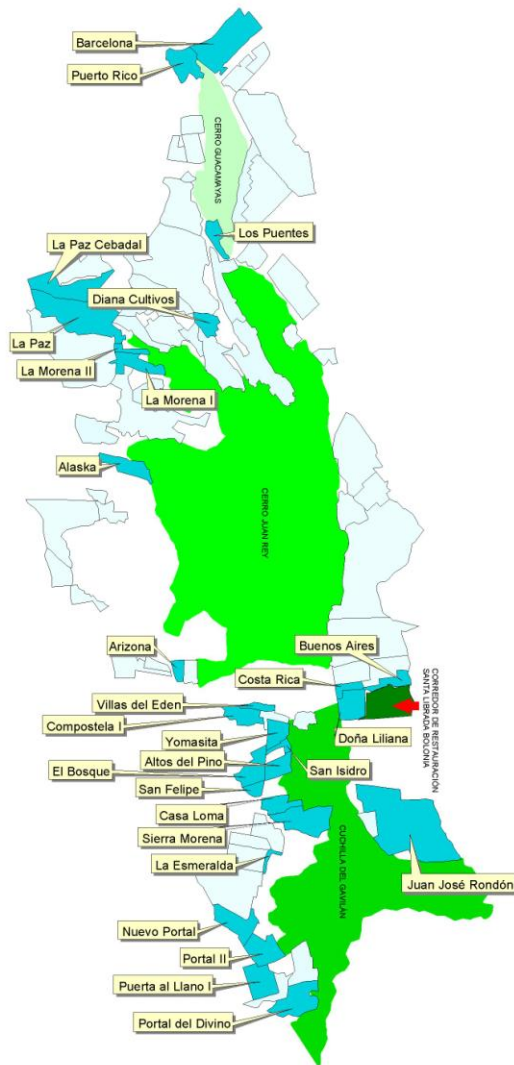 Barcelona
Puerto Rico
CERRO GUACAMAYAS
Los Puentes
La Paz Cebadal
Diana Cultivos
La Paz
La Morena II
La Morena I
Alaska
CERRO JUAN REY
Arizona
Buenos Aires
Costa Rica
CORREDOR DE RESTAURACIÓN
SANTA LIBRADA BOLONIA
Villas del Eden
Compostela I
Yomasita
Doña Liliana
Altos del Pino
El Bosque
San Isidro
San Felipe
Casa Loma
Sierra Morena
La Esmeralda
CUCHILLA DEL GAVILÁN
Juan José Rondón
Nuevo Portal
Portal II
Puerta al Llano I
Portal del Divino